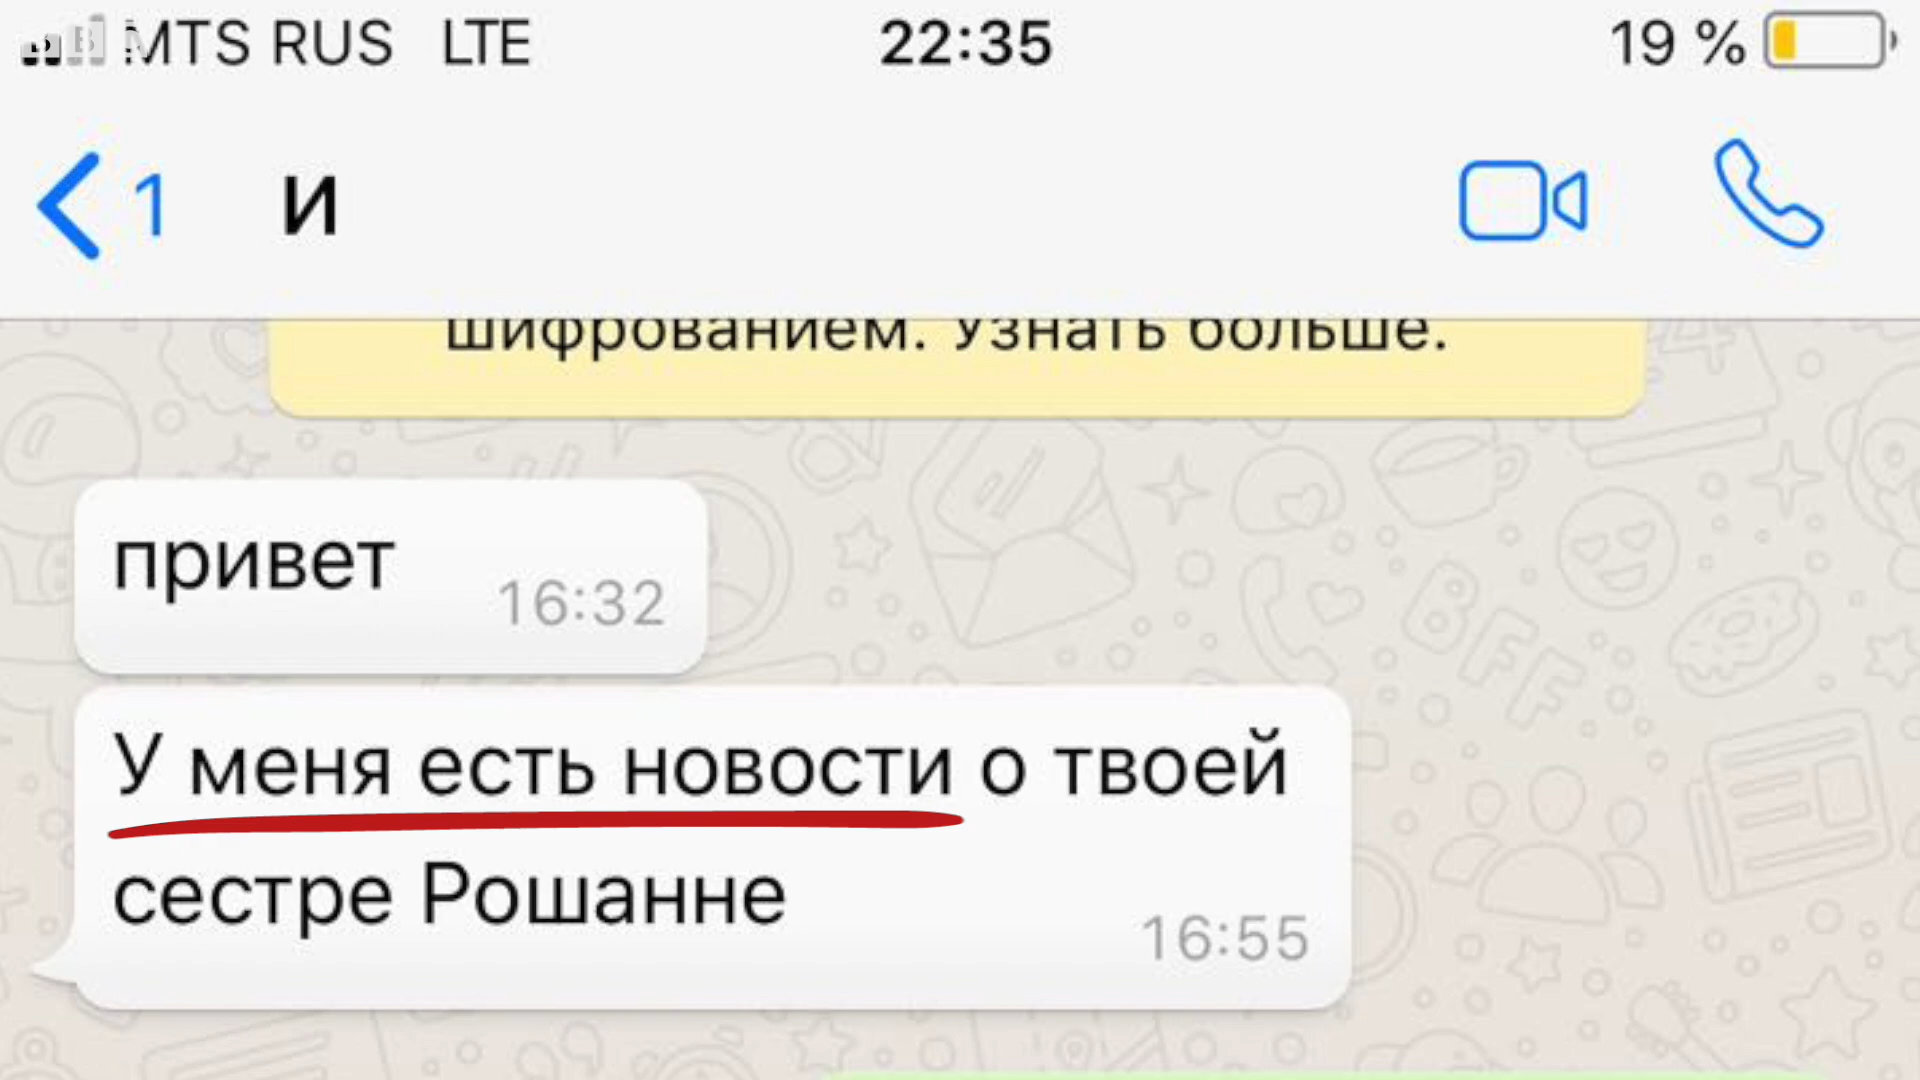 MTS RUS LTE 22:35 19 %
1 И
шифрованием. Узнать больше.
привет
16:32
У меня есть новости о твоей
сестре Рошанне
16:55